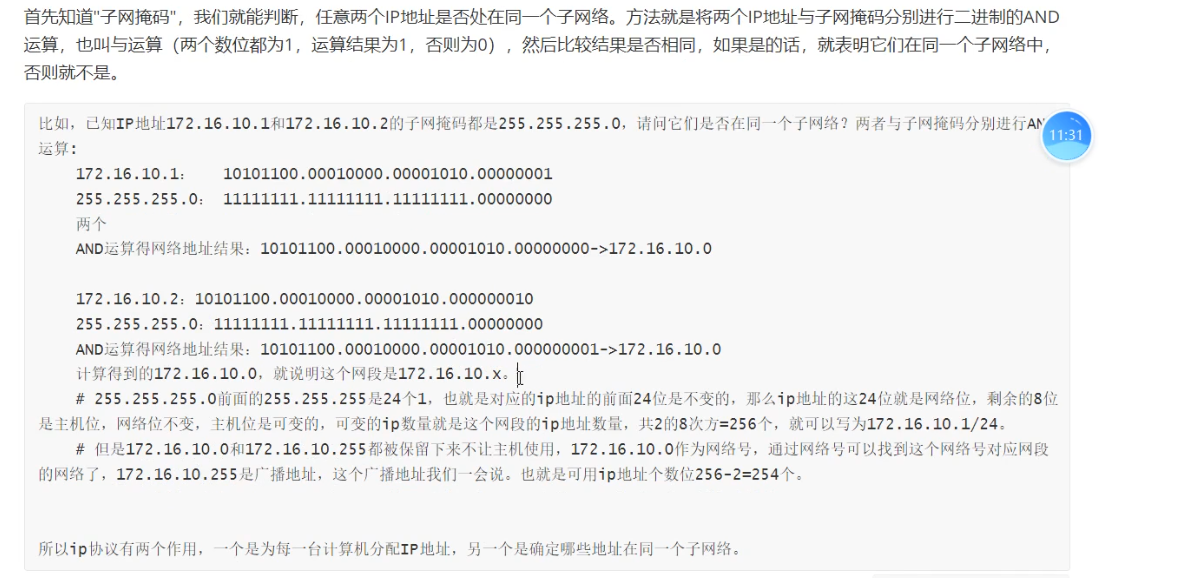 首先知道"子网掩码"，我们就能判断，任意两个IP地址是否处在同一个子网络。方法就是将两个IP地址与子网掩码分别进行二进制的AND
运算，也叫与运算（两个数位都为1，运算结果为1，否则为0），然后比较结果是否相同，如果是的话，就表明它们在同一个子网络中，
否则就不是。
比如，已知IP地址172.16.10.1和172.16.10.2的子网掩码都是255.255.255.0，请问它们是否在同一个子网络？两者与子网掩码分别进行AN
11:31
运算：
172.16.10.1： 10101100.00010000.00001010.00000001
255.255.255.0： 11111111.11111111.11111111.00000000
两个
AND运算得网络地址结果：10101100.00010000.00001010.00000000->172.16.10.0
172.16.10.2：10101100.00010000.00001010.000000010
255.255.255.0：11111111.11111111.11111111.00000000
AND运算得网络地址结果：10101100.00010000.00001010.000000001->172.16.10.0
计算得到的172.16.10.0，就说明这个网段是172.16.10.x。
# 255.255.255.0前面的255.255.255是24个1，也就是对应的ip地址的前面24位是不变的，那么ip地址的这24位就是网络位，剩余的8位
是主机位，网络位不变，主机位是可变的，可变的ip数量就是这个网段的ip地址数量，共2的8次方=256个，就可以写为172.16.10.1/24。
# 但是172.16.10.0和172.16.10.255都被保留下来不让主机使用，172.16.10.0作为网络号，通过网络号可以找到这个网络号对应网段
的网络了，172.16.10.255是广播地址，这个广播地址我们一会说。也就是可用ip地址个数位256-2=254个。
所以ip协议有两个作用，一个是为每一台计算机分配IP地址，另一个是确定哪些地址在同一个子网络。